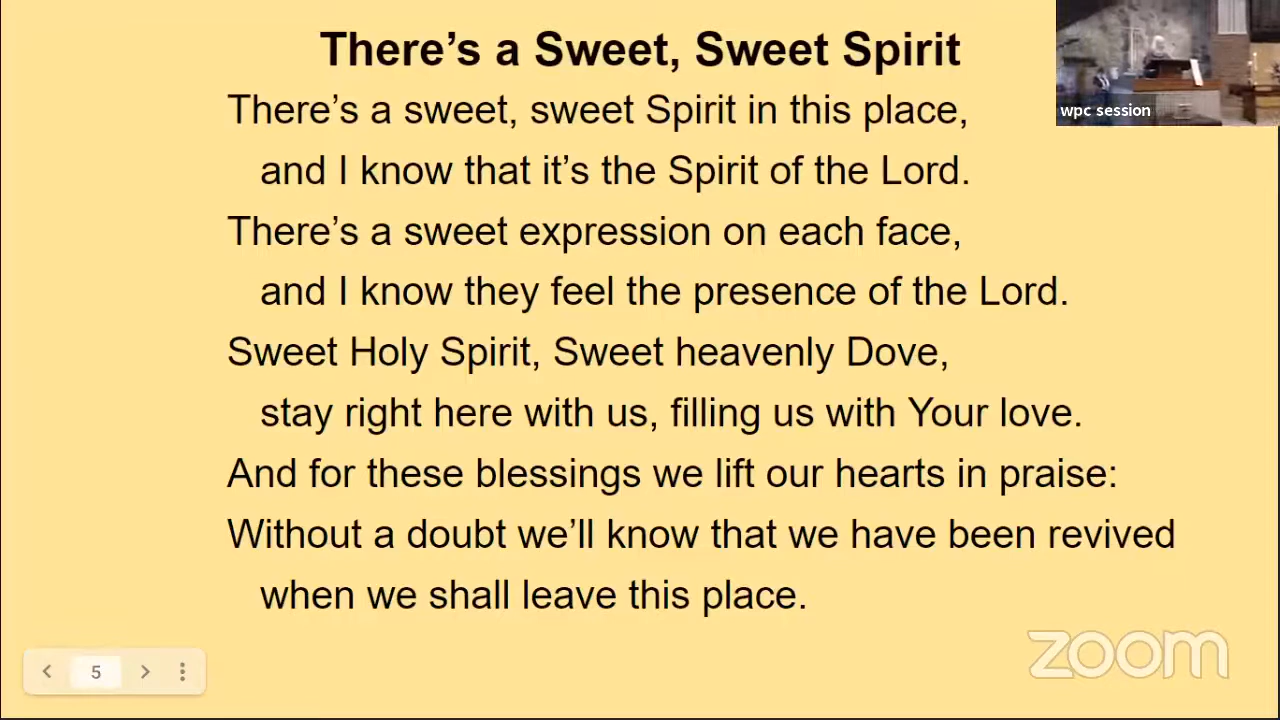 There’s a Sweet, Sweet Spirit
There’s a sweet, sweet Spirit in this place,
and I know that it’s the Spirit of the Lord.
There’s a sweet expression on each face,
and I know they feel the presence of the Lord.
Sweet Holy Spirit, Sweet heavenly Dove,
stay right here with us, filling us with Your love.
And for these blessings we lift our hearts in praise:
Without a doubt we’ll know that we have been revived
when we shall leave this place.
wpc session
5
zoom